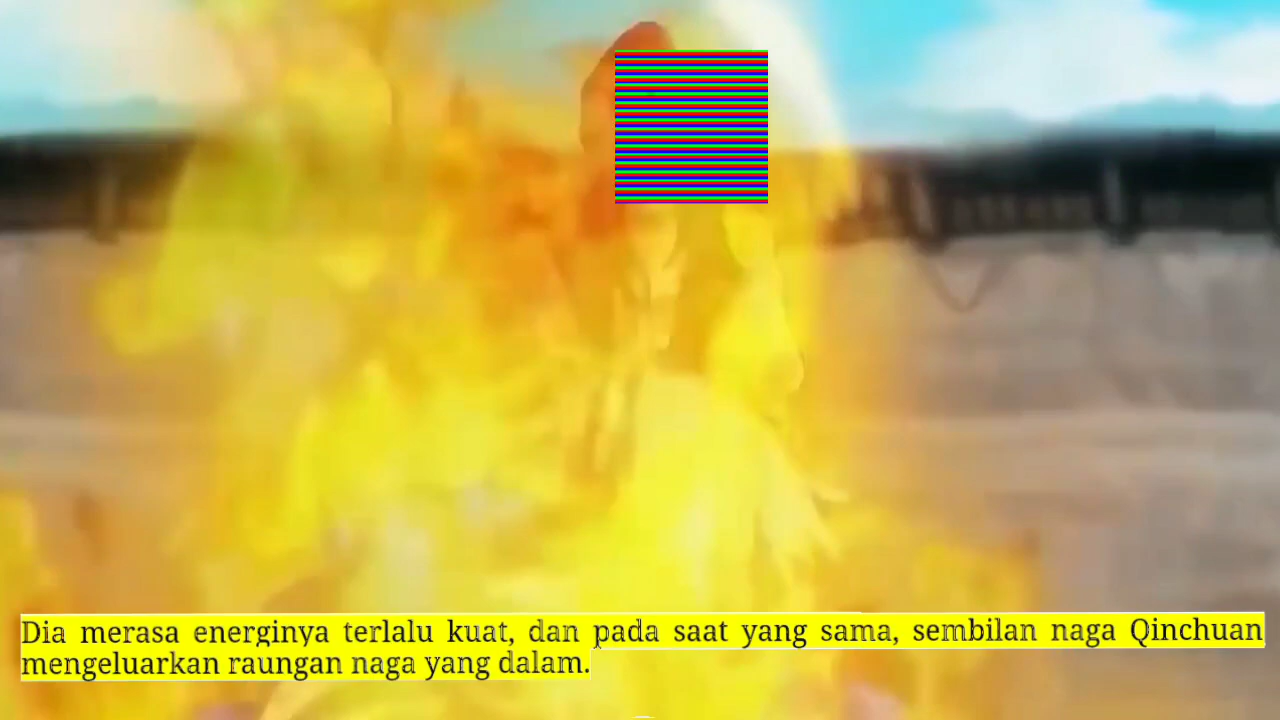 Dia merasa energinya terlalu kuat, dan pada saat yang sama, sembilan naga Qinchuan
mengeluarkan raungan naga yang dalam.